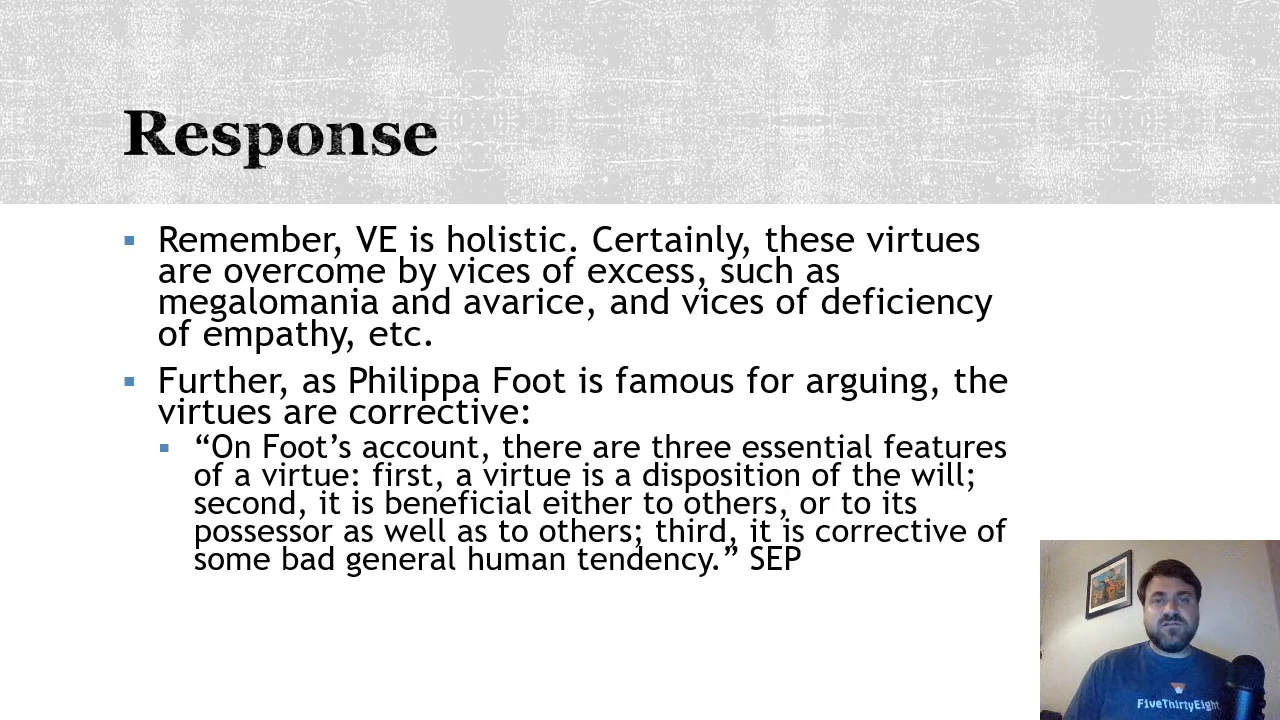 Response
▪ Remember, VE is holistic. Certainly, these virtues
are overcome by vices of excess, such as
megalomania and avarice, and vices of deficiency
of empathy, etc.
▪ Further, as Philippa Foot is famous for arguing, the
virtues are corrective:
▪ “On Foot’s account, there are three essential features
of a virtue: first, a virtue is a disposition of the will;
second, it is beneficial either to others, or to its
possessor as well as to others; third, it is corrective of
some bad general human tendency.” SEP
FiveThirtyEight